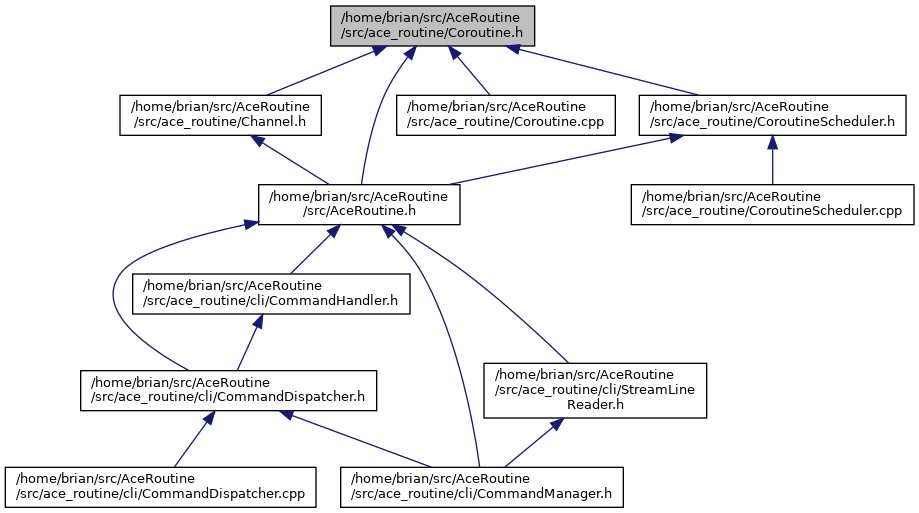 /home/brian/src/AceRoutine
/src/ace_routine/Coroutine.h
/home/brian/src/AceRoutine
/src/ace_routine/Channel.h
/home/brian/src/AceRoutine
/src/ace_routine/Coroutine.cpp
/home/brian/src/AceRoutine
/src/ace_routine/CoroutineScheduler.h
/home/brian/src/AceRoutine
/src/AceRoutine.h
/home/brian/src/AceRoutine
/src/ace_routine/CoroutineScheduler.cpp
/home/brian/src/AceRoutine
/src/ace_routine/cli/CommandHandler.h
/home/brian/src/AceRoutine
/src/ace_routine/cli/CommandDispatcher.h
/home/brian/src/AceRoutine
/src/ace_routine/cli/StreamLine
Reader.h
/home/brian/src/AceRoutine
/src/ace_routine/cli/CommandDispatcher.cpp
/home/brian/src/AceRoutine
/src/ace_routine/cli/CommandManager.h